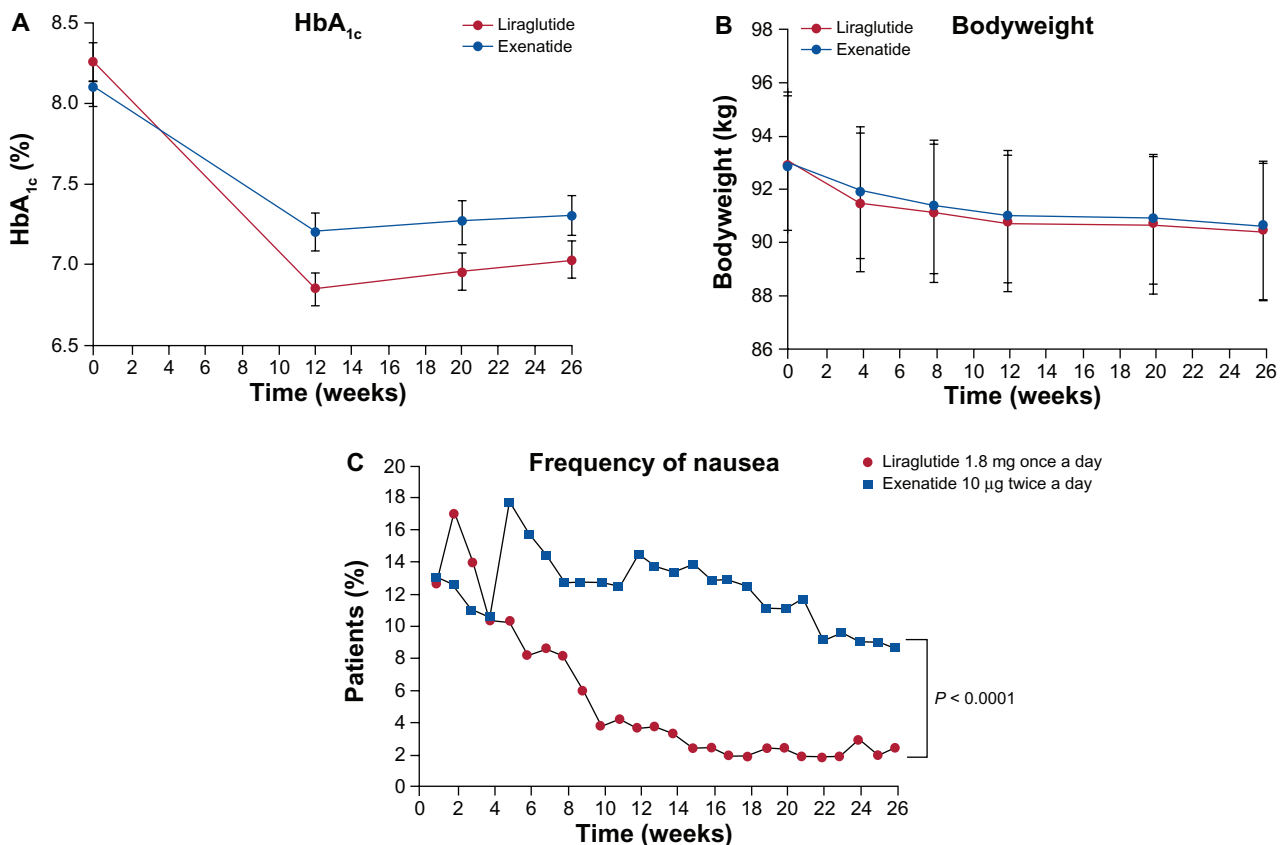 A
HbA1c
Liraglutide
Exenatide
HbA1c (%)
8.5
8.0
7.5
7.0
6.5
0 2 4 6 8 10 12 14 16 18 20 22 24 26
Time (weeks)
B
Bodyweight
Liraglutide
Exenatide
Bodyweight (kg)
98
96
94
92
90
88
86
0 2 4 6 8 10 12 14 16 18 20 22 24 26
Time (weeks)
C
Frequency of nausea
Liraglutide 1.8 mg once a day
Exenatide 10 μg twice a day
Patients (%)
20
18
16
14
12
10
8
6
4
2
0
0 2 4 6 8 10 12 14 16 18 20 22 24 26
Time (weeks)
P < 0.0001